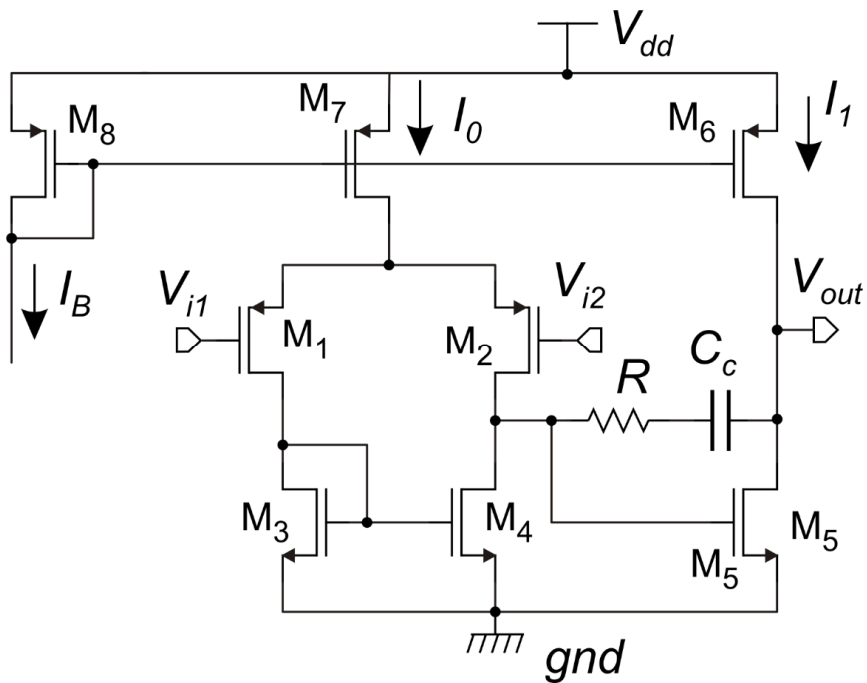 V_dd
M_8
M_7
I_0
M_6
I_1
I_B
V_i1
M_1
M_2
V_i2
V_out
R
C_c
M_3
M_4
M_5
M_5
gnd